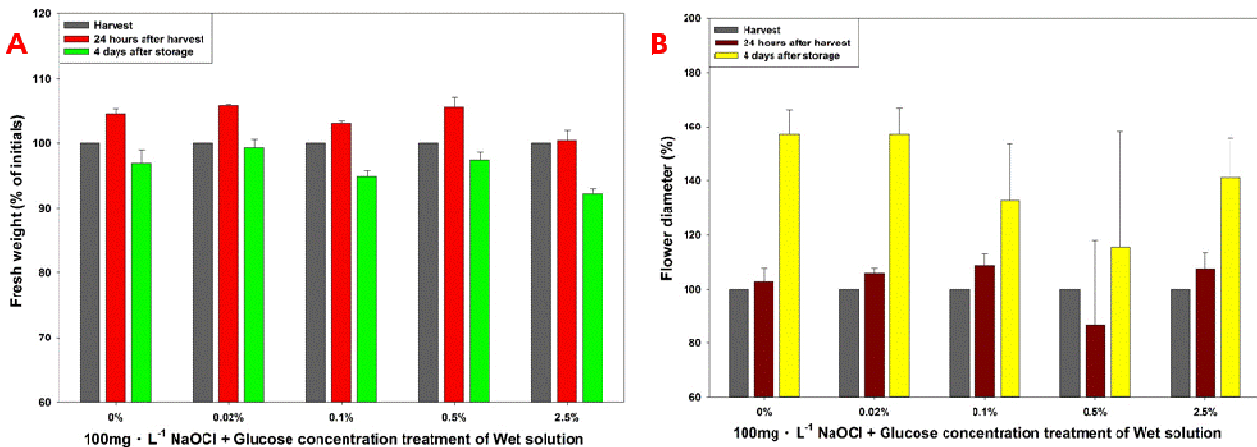 A
Harvest
24 hours after harvest
4 days after storage
Fresh weight (% of initials)
120
110
100
90
80
70
60
0%
0.02%
0.1%
0.5%
2.5%
100mg · L⁻¹ NaOCl + Glucose concentration treatment of Wet solution
B
Harvest
24 hours after harvest
4 days after storage
Flower diameter (%)
200
180
160
140
120
100
80
60
0%
0.02%
0.1%
0.5%
2.5%
100mg · L⁻¹ NaOCl + Glucose concentration treatment of Wet solution